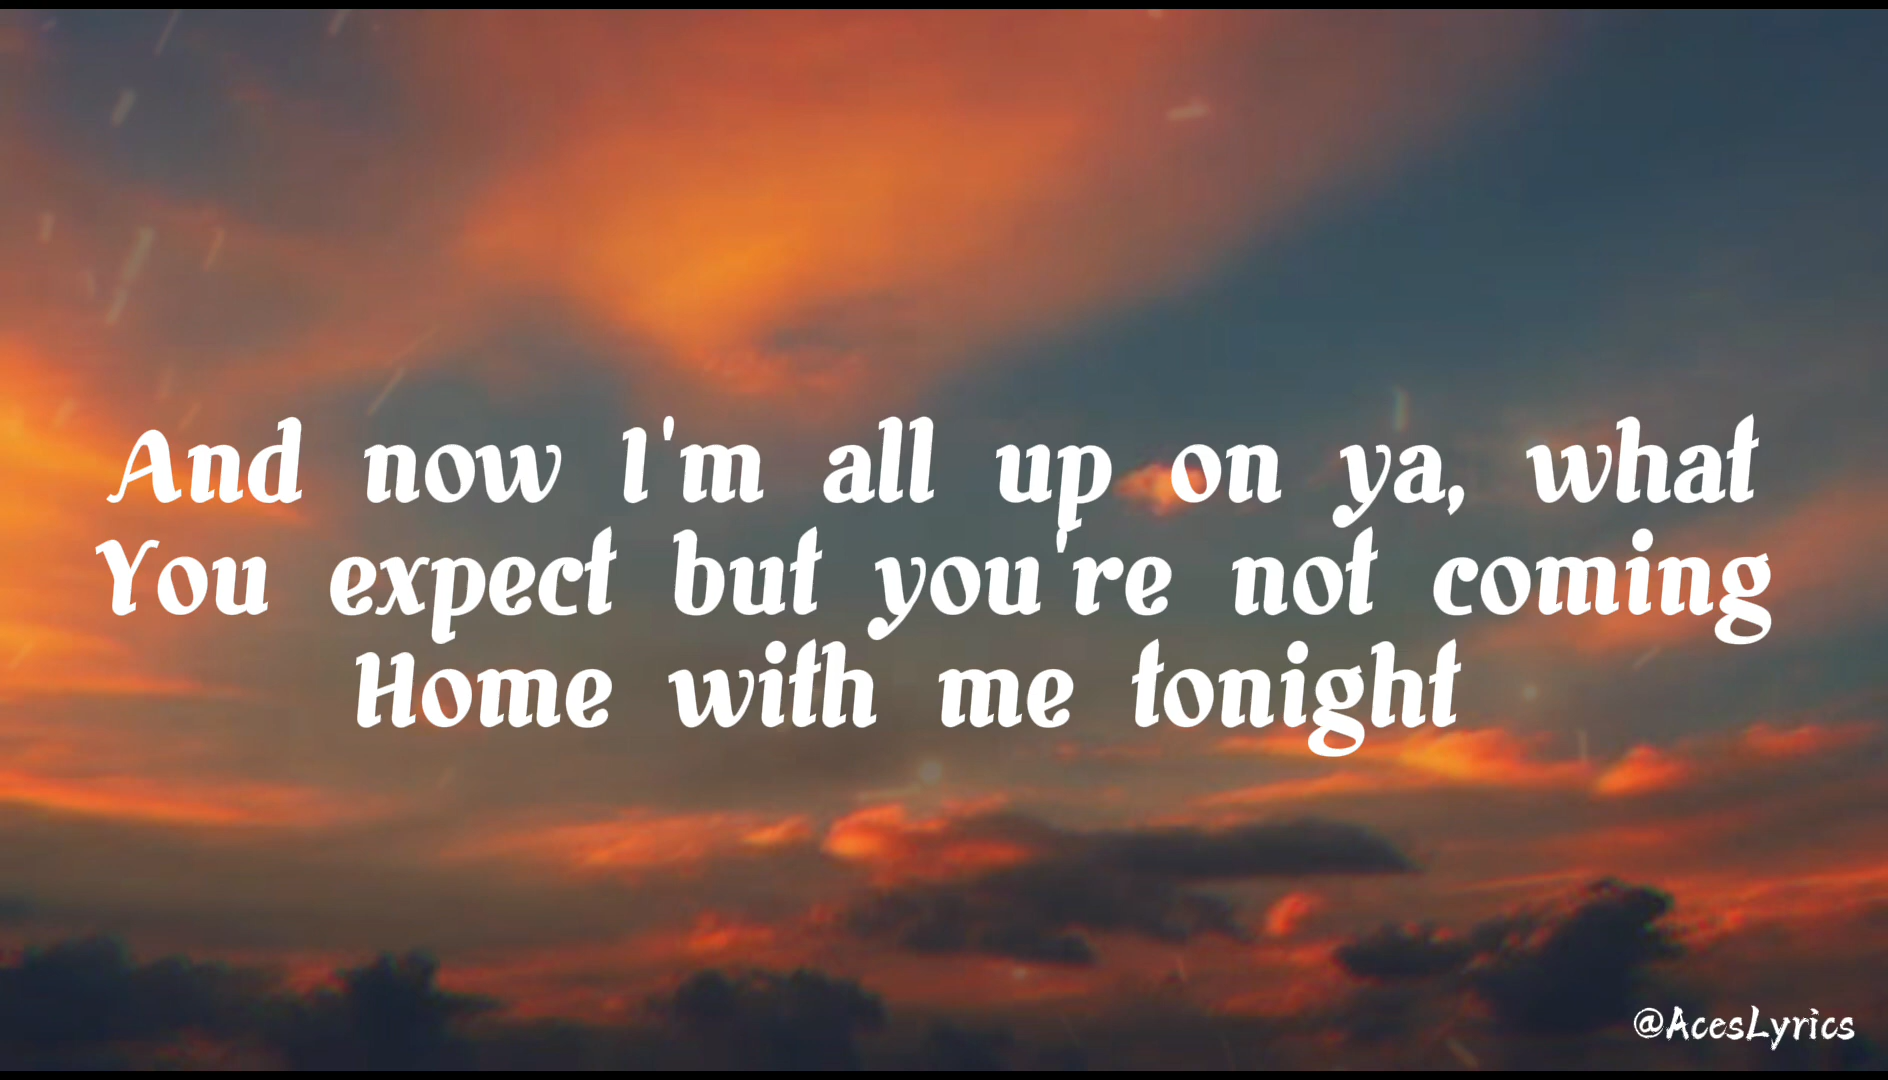 And now I'm all up on ya, what
You expect but you're not coming
Home with me tonight
@AcesLyrics